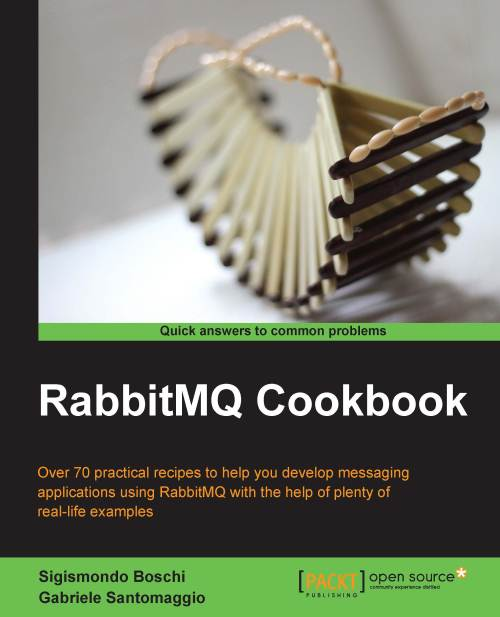 Quick answers to common problems
RabbitMQ Cookbook
Over 70 practical recipes to help you develop messaging
applications using RabbitMQ with the help of plenty of
real-life examples
Sigismondo Boschi
Gabriele Santomaggio
[PACKT] open source*
PUBLISHING community experience distilled